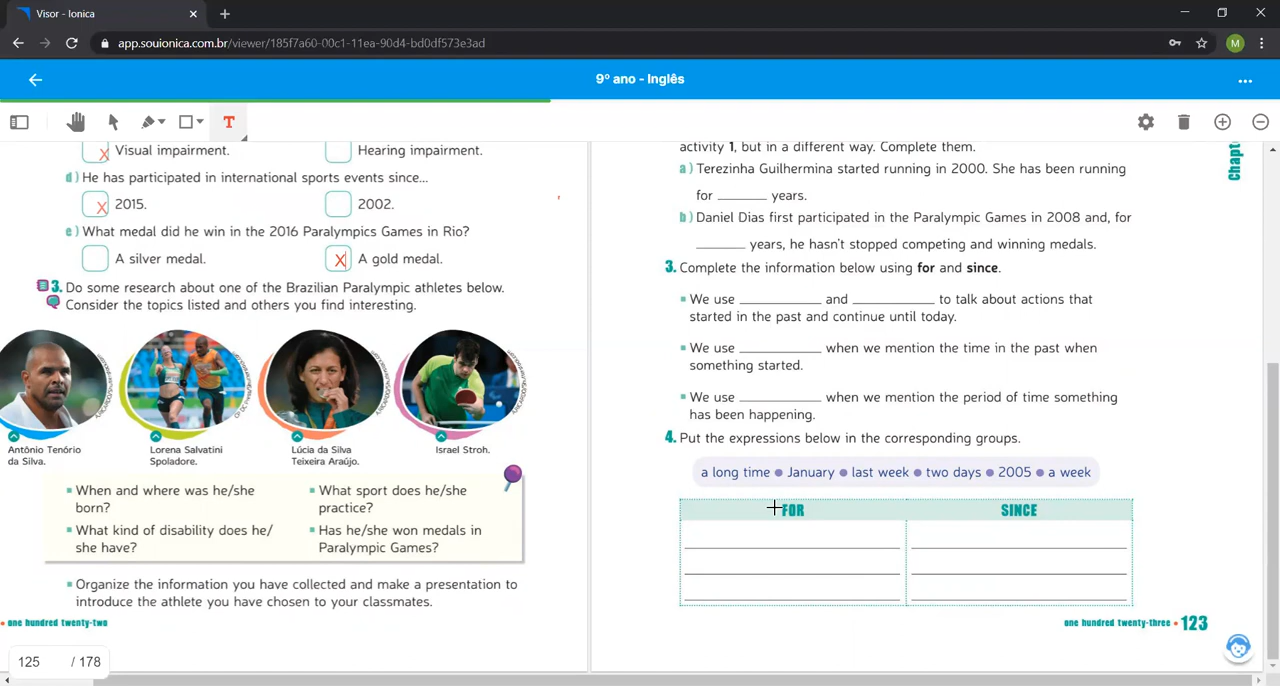 Visor - Ionica
app.souionica.com.br/viewer/185f7a60-00c1-11ea-90d4-bd0df573e3ad
M
9º ano - Inglês
T
Visual impairment.
Hearing impairment.
d) He has participated in international sports events since...
2015.
2002.
e) What medal did he win in the 2016 Paralympics Games in Rio?
A silver medal.
A gold medal.
3. Do some research about one of the Brazilian Paralympic athletes below.
Consider the topics listed and others you find interesting.
Antônio Tenório
da Silva.
Lorena Salvatini
Spoladore.
Lúcia da Silva
Teixeira Araújo.
Israel Stroh.
When and where was he/she
born?
What kind of disability does he/
she have?
What sport does he/she
practice?
Has he/she won medals in
Paralympic Games?
Organize the information you have collected and make a presentation to
introduce the athlete you have chosen to your classmates.
one hundred twenty-two
125 / 178
Chapt
activity 1, but in a different way. Complete them.
a) Terezinha Guilhermina started running in 2000. She has been running
for ________ years.
b) Daniel Dias first participated in the Paralympic Games in 2008 and, for
________ years, he hasn't stopped competing and winning medals.
3. Complete the information below using for and since.
We use ____________ and ____________ to talk about actions that
started in the past and continue until today.
We use ____________ when we mention the time in the past when
something started.
We use ____________ when we mention the period of time something
has been happening.
4. Put the expressions below in the corresponding groups.
a long time • January • last week • two days • 2005 • a week
FOR
SINCE
one hundred twenty-three • 123